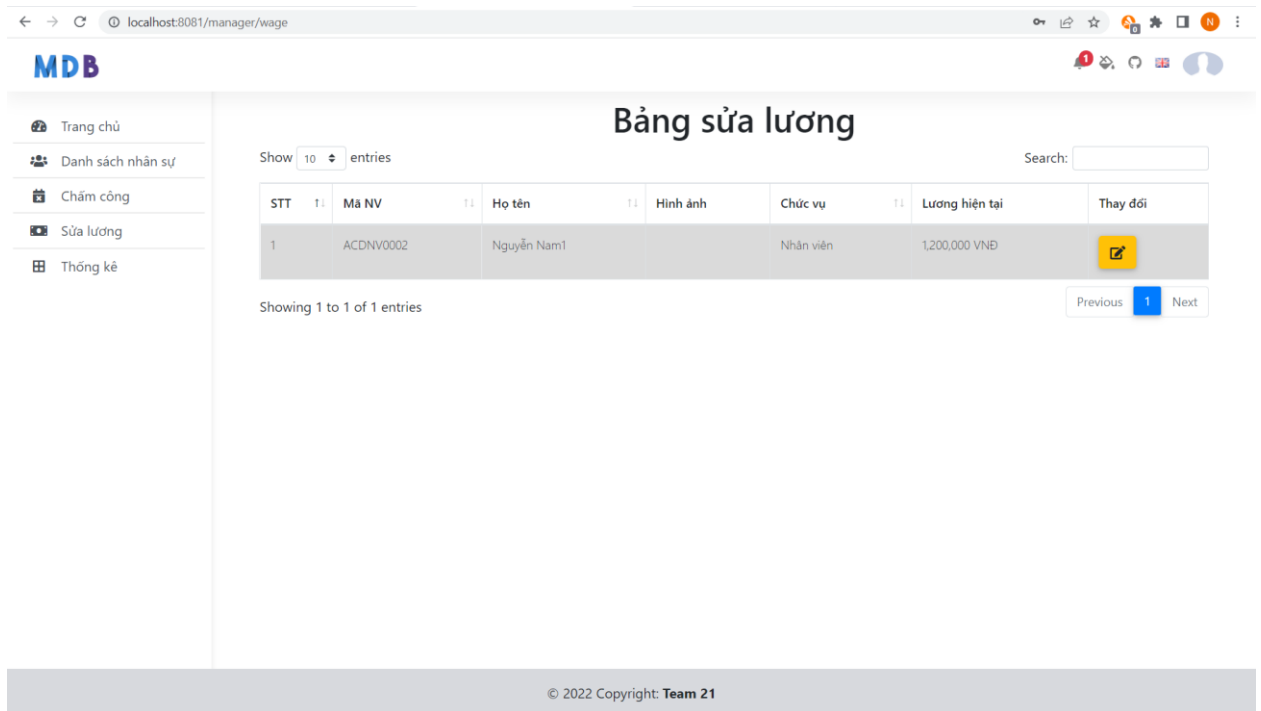 localhost:8081/manager/wage
0
N
MDB
1
Trang chủ
Danh sách nhân sự
Chấm công
Sửa lương
Thống kê
Bảng sửa lương
Show 10 entries
Search:
STT Mã NV Họ tên Hình ảnh Chức vụ Lương hiện tại Thay đổi
1 ACDNV0002 Nguyễn Nam1 Nhân viên 1,200,000 VNĐ
Showing 1 to 1 of 1 entries
Previous 1 Next
© 2022 Copyright: Team 21